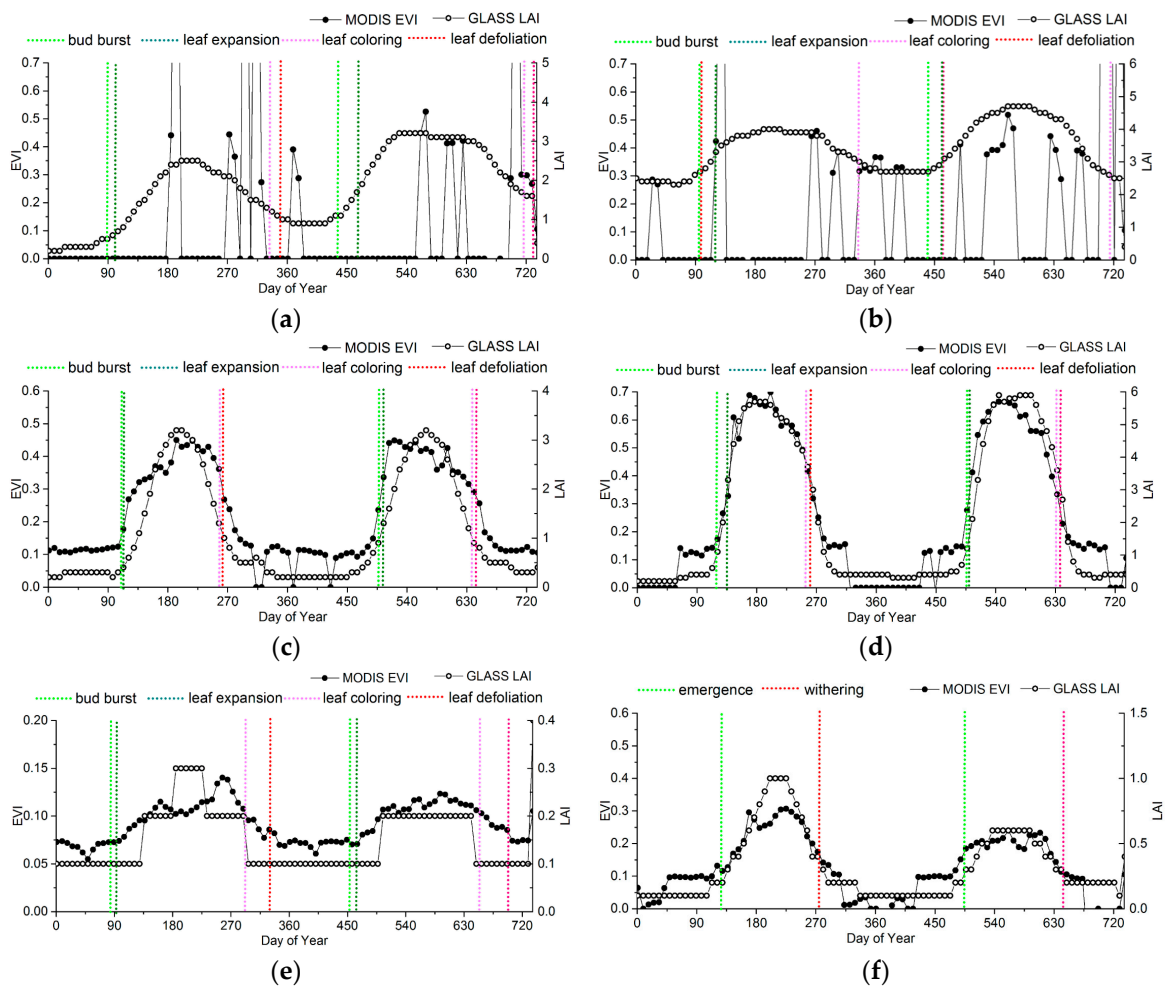 MODIS EVI GLASS LAI
bud burst leaf expansion leaf coloring leaf defoliation
0.7 0.6 0.5 0.4 0.3 0.2 0.1 0.0
EVI
5 4 3 2 1 0
LAI
0 90 180 270 360 450 540 630 720
Day of Year
(a)
MODIS EVI GLASS LAI
bud burst leaf expansion leaf coloring leaf defoliation
0.7 0.6 0.5 0.4 0.3 0.2 0.1 0.0
EVI
6 5 4 3 2 1 0
LAI
0 90 180 270 360 450 540 630 720
Day of Year
(b)
MODIS EVI GLASS LAI
bud burst leaf expansion leaf coloring leaf defoliation
0.6 0.5 0.4 0.3 0.2 0.1 0.0
EVI
4 3 2 1 0
LAI
0 90 180 270 360 450 540 630 720
Day of Year
(c)
MODIS EVI GLASS LAI
bud burst leaf expansion leaf coloring leaf defoliation
0.7 0.6 0.5 0.4 0.3 0.2 0.1 0.0
EVI
6 5 4 3 2 1 0
LAI
0 90 180 270 360 450 540 630 720
Day of Year
(d)
MODIS EVI GLASS LAI
bud burst leaf expansion leaf coloring leaf defoliation
0.20 0.15 0.10 0.05 0.00
EVI
0.4 0.3 0.2 0.1 0.0
LAI
0 90 180 270 360 450 540 630 720
Day of Year
(e)
emergence withering MODIS EVI GLASS LAI
0.6 0.5 0.4 0.3 0.2 0.1 0.0
EVI
1.5 1.0 0.5 0.0
LAI
0 90 180 270 360 450 540 630 720
Day of Year
(f)